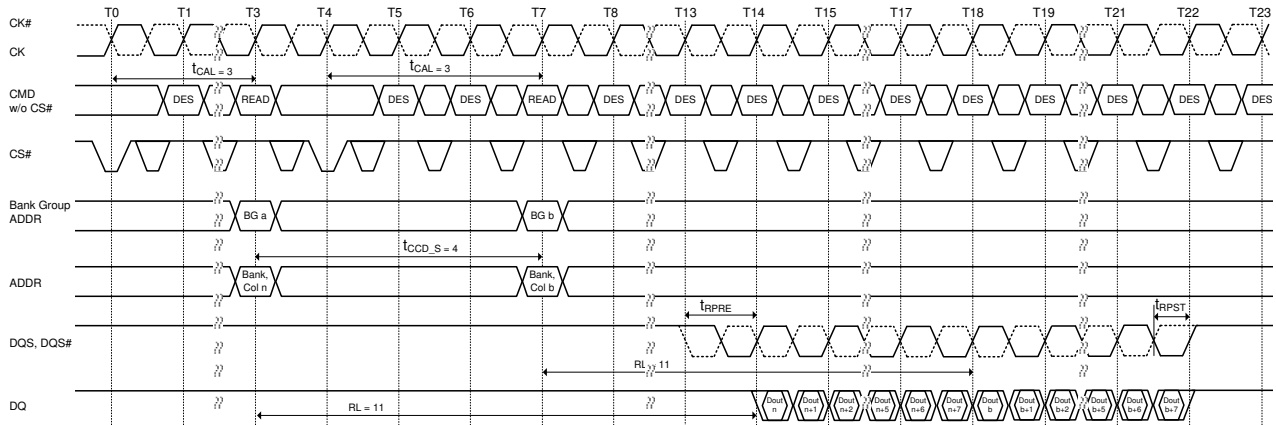 T0 T1 T3 T4 T5 T6 T7 T8 T13 T14 T15 T17 T18 T19 T21 T22 T23
CK#
CK
tCAL = 3 tCAL = 3
CMD
w/o CS#
DES READ DES DES READ DES DES DES DES DES DES DES DES DES DES
CS#
Bank Group
ADDR
BG a BG b
tCCD_S = 4
ADDR
Bank,
Col n
Bank,
Col b
tRPRE tRPST
DQS, DQS#
RL = 11
DQ
RL = 11
Dout
n
Dout
n+1
Dout
n+2
Dout
n+5
Dout
n+6
Dout
n+7
Dout
b
Dout
b+1
Dout
b+2
Dout
b+5
Dout
b+6
Dout
b+7